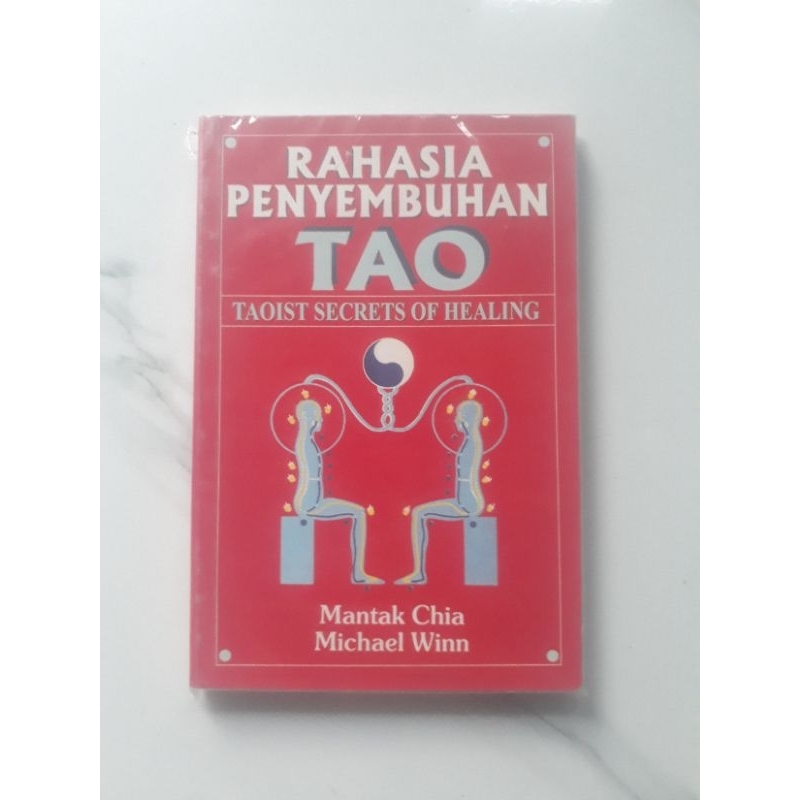 RAHASIA
PENYEMBUHAN
TAO
TAOIST SECRETS OF HEALING
Mantak Chia
Michael Winn